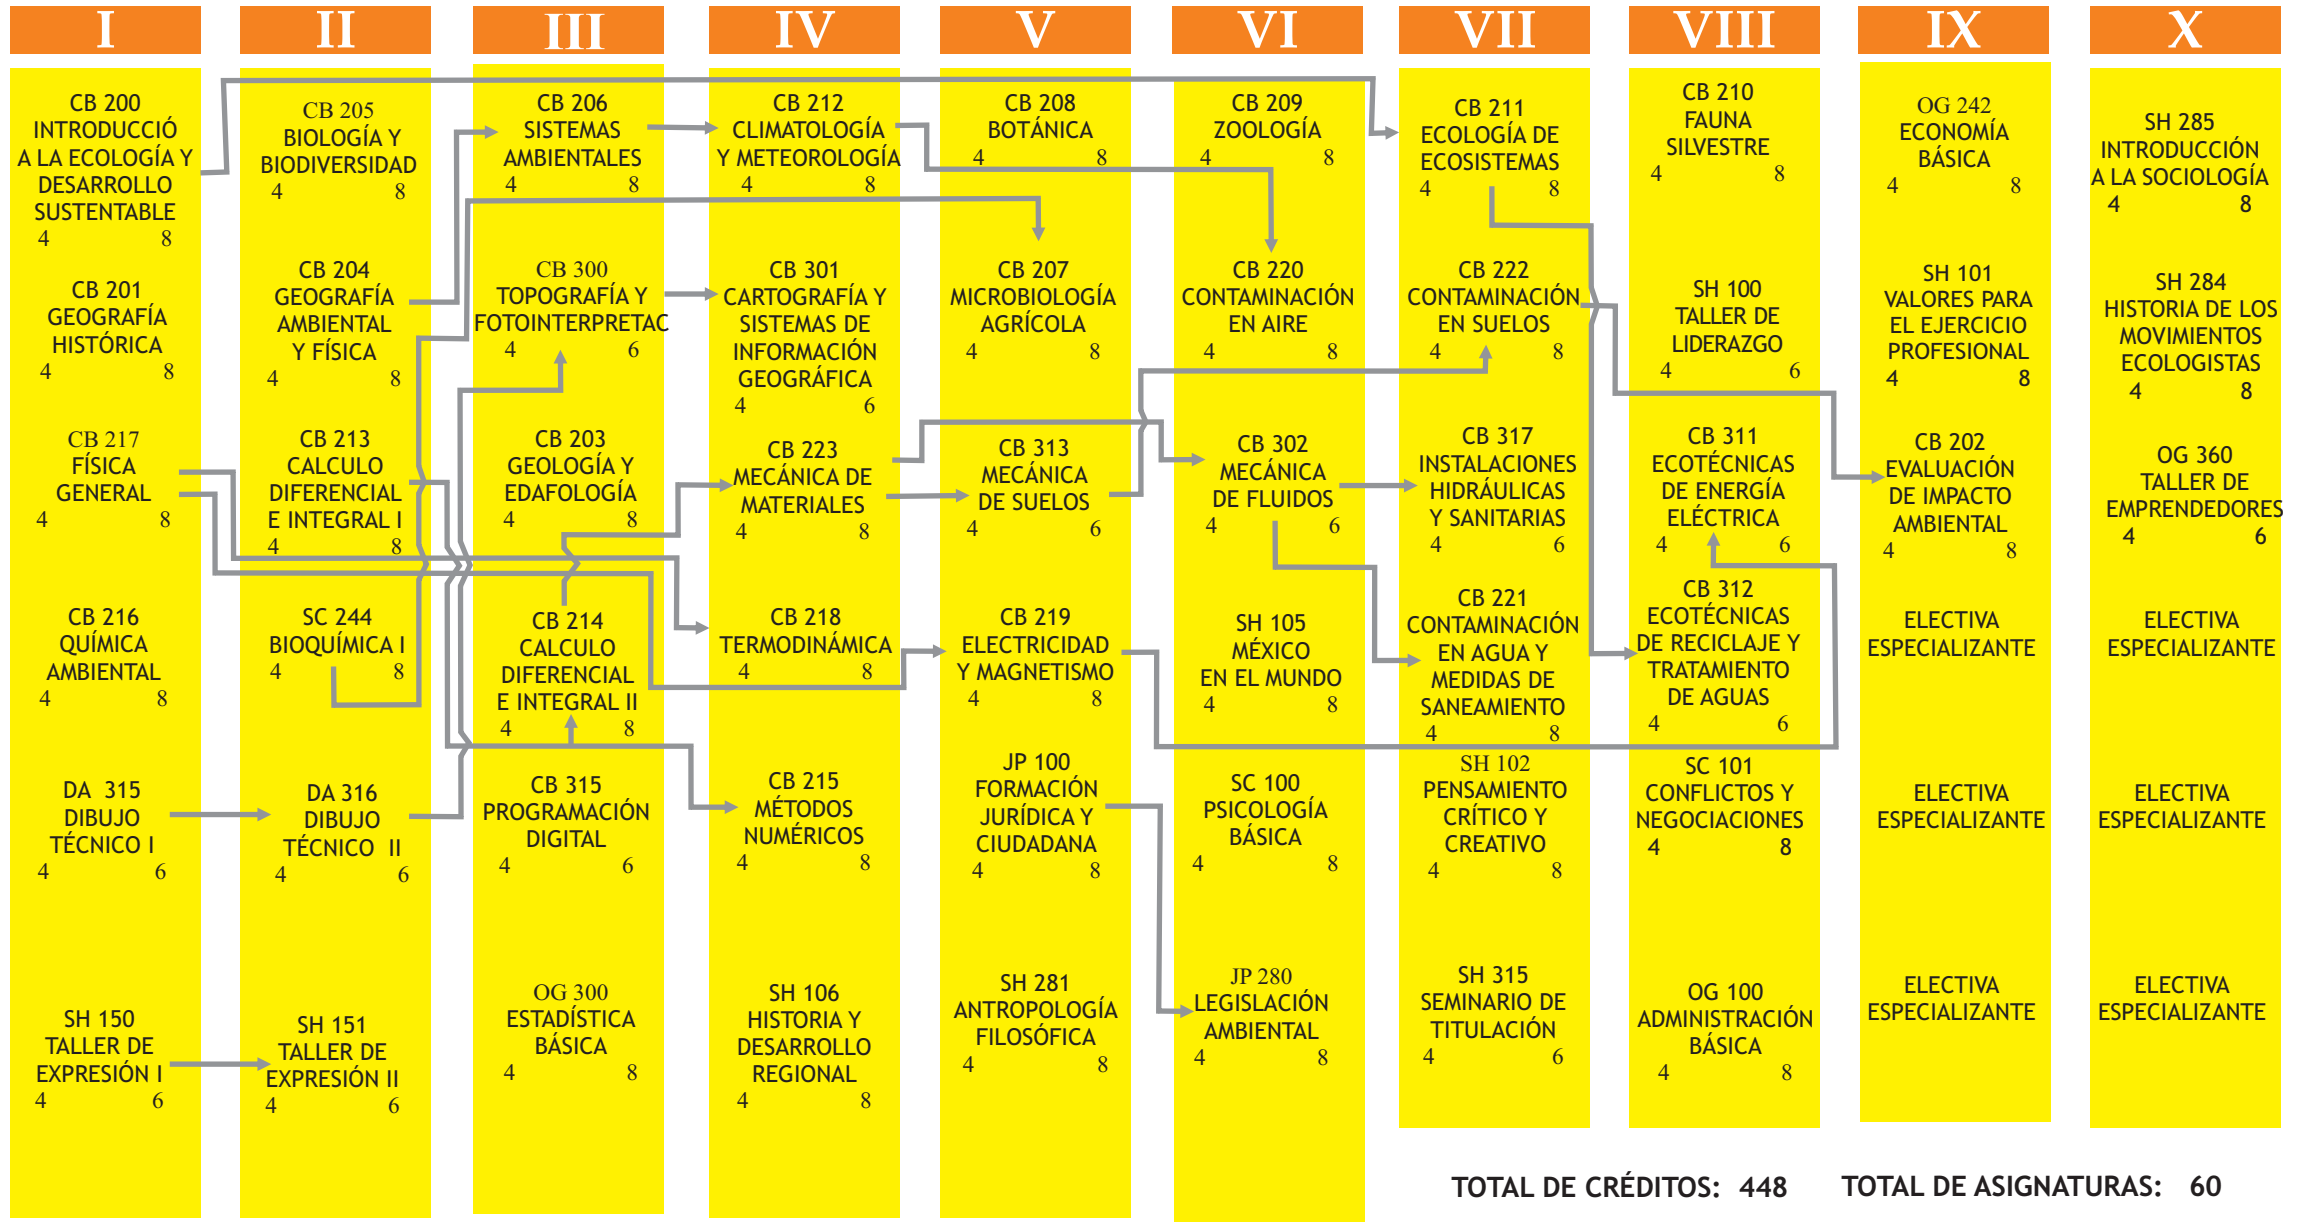 I
II
III
IV
V
VI
VII
VIII
IX
X
CB 200
INTRODUCCIÓ
A LA ECOLOGÍA Y
DESARROLLO
SUSTENTABLE
4 8
CB 201
GEOGRAFÍA
HISTÓRICA
4 8
CB 217
FÍSICA
GENERAL
4 8
CB 216
QUÍMICA
AMBIENTAL
4 8
DA 315
DIBUJO
TÉCNICO I
4 6
SH 150
TALLER DE
EXPRESIÓN I
4 6
CB 205
BIOLOGÍA Y
BIODIVERSIDAD
4 8
CB 204
GEOGRAFÍA
AMBIENTAL
Y FÍSICA
4 8
CB 213
CALCULO
DIFERENCIAL
E INTEGRAL I
4 8
SC 244
BIOQUÍMICA I
4 8
DA 316
DIBUJO
TÉCNICO II
4 6
SH 151
TALLER DE
EXPRESIÓN II
4 6
CB 206
SISTEMAS
AMBIENTALES
4 8
CB 300
TOPOGRAFÍA Y
FOTOINTERPRETAC
4 6
CB 203
GEOLOGÍA Y
EDAFOLOGÍA
4 8
CB 214
CALCULO
DIFERENCIAL
E INTEGRAL II
4 8
CB 315
PROGRAMACIÓN
DIGITAL
4 6
OG 300
ESTADÍSTICA
BÁSICA
4 8
CB 212
CLIMATOLOGÍA
Y METEOROLOGÍA
4 8
CB 301
CARTOGRAFÍA Y
SISTEMAS DE
INFORMACIÓN
GEOGRÁFICA
4 6
CB 223
MECÁNICA DE
MATERIALES
4 8
CB 218
TERMODINÁMICA
4 8
CB 215
MÉTODOS
NUMÉRICOS
4 8
SH 106
HISTORIA Y
DESARROLLO
REGIONAL
4 8
CB 208
BOTÁNICA
4 8
CB 207
MICROBIOLOGÍA
AGRÍCOLA
4 8
CB 313
MECÁNICA
DE SUELOS
4 6
CB 219
ELECTRICIDAD
Y MAGNETISMO
4 8
JP 100
FORMACIÓN
JURÍDICA Y
CIUDADANA
4 8
SH 281
ANTROPOLOGÍA
FILOSÓFICA
4 8
CB 209
ZOOLOGÍA
4 8
CB 220
CONTAMINACIÓN
EN AIRE
4 8
CB 302
MECÁNICA
DE FLUIDOS
4 6
SH 105
MÉXICO
EN EL MUNDO
4 8
SC 100
PSICOLOGÍA
BÁSICA
4 8
JP 280
LEGISLACIÓN
AMBIENTAL
4 8
CB 211
ECOLOGÍA DE
ECOSISTEMAS
4 8
CB 222
CONTAMINACIÓN
EN SUELOS
4 8
CB 317
INSTALACIONES
HIDRÁULICAS
Y SANITARIAS
4 6
CB 221
CONTAMINACIÓN
EN AGUA Y
MEDIDAS DE
SANEAMIENTO
4 8
SH 102
PENSAMIENTO
CRÍTICO Y
CREATIVO
4 8
SH 315
SEMINARIO DE
TITULACIÓN
4 6
CB 210
FAUNA
SILVESTRE
4 8
SH 100
TALLER DE
LIDERAZGO
4 6
CB 311
ECOTÉCNICAS
DE ENERGÍA
ELÉCTRICA
4 6
CB 312
ECOTÉCNICAS
DE RECICLAJE Y
TRATAMIENTO
DE AGUAS
4 6
SC 101
CONFLICTOS Y
NEGOCIACIONES
4 8
OG 100
ADMINISTRACIÓN
BÁSICA
4 8
OG 242
ECONOMÍA
BÁSICA
4 8
SH 101
VALORES PARA
EL EJERCICIO
PROFESIONAL
4 8
CB 202
EVALUACIÓN
DE IMPACTO
AMBIENTAL
4 8
ELECTIVA
ESPECIALIZANTE
ELECTIVA
ESPECIALIZANTE
ELECTIVA
ESPECIALIZANTE
SH 285
INTRODUCCIÓN
A LA SOCIOLOGÍA
4 8
SH 284
HISTORIA DE LOS
MOVIMIENTOS
ECOLOGISTAS
4 8
OG 360
TALLER DE
EMPRENDEDORES
4 6
ELECTIVA
ESPECIALIZANTE
ELECTIVA
ESPECIALIZANTE
ELECTIVA
ESPECIALIZANTE
TOTAL DE CRÉDITOS: 448 TOTAL DE ASIGNATURAS: 60